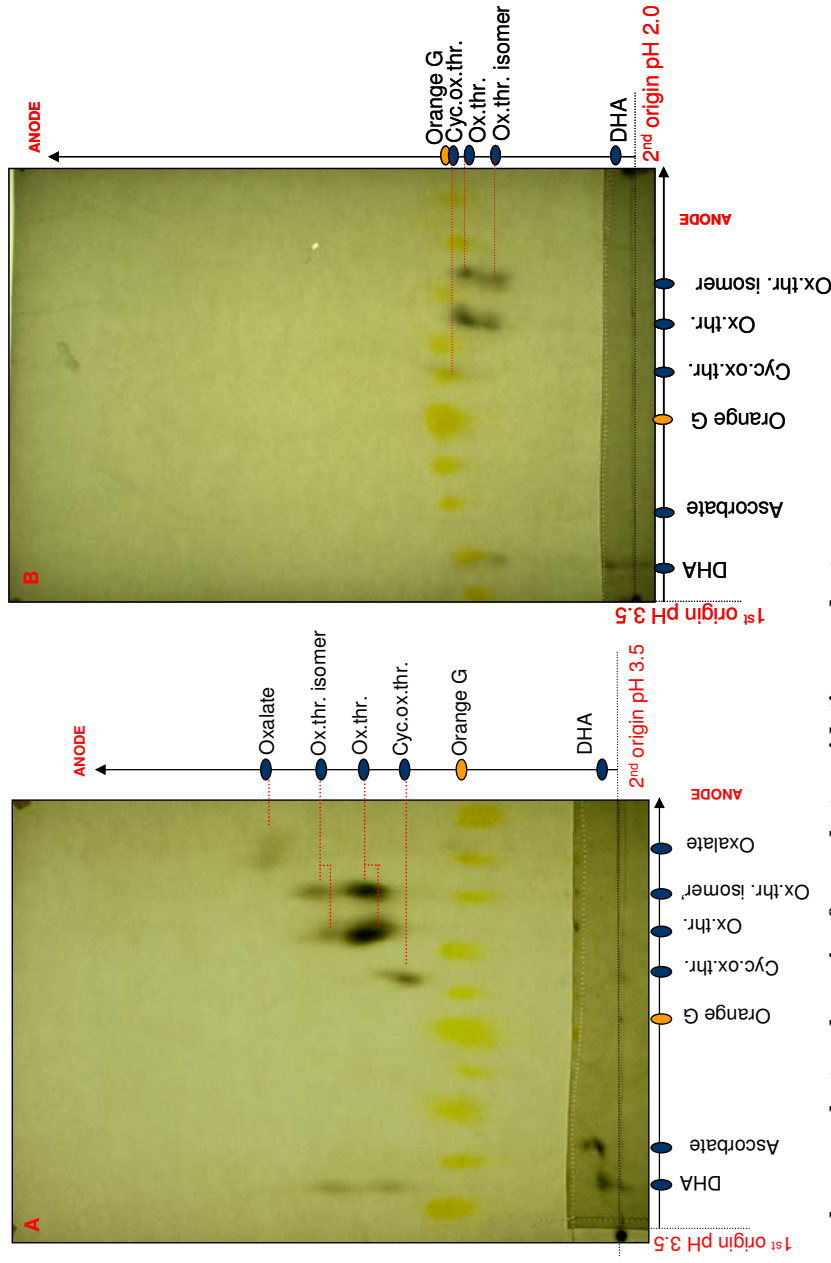 B
ANODE
Orange G
Cyc.ox.thr.
Ox.thr.
Ox.thr. isomer
DHA
2nd origin pH 2.0
ANODE
Ox.thr. isomer
Ox.thr.
Cyc.ox.thr.
Orange G
Ascorbate
DHA
1st origin pH 3.5
A
ANODE
Oxalate
Ox.thr. isomer
Ox.thr.
Cyc.ox.thr.
Orange G
DHA
2nd origin pH 3.5
ANODE
Oxalate
Ox.thr. isomer'
Ox.thr.
Cyc.ox.thr.
Orange G
Ascorbate
DHA
1st origin pH 3.5